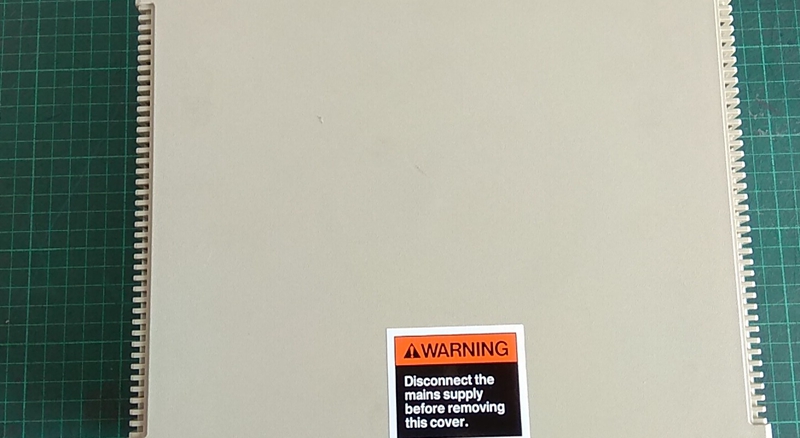 WARNING
Disconnect the
mains supply
before removing
this cover.